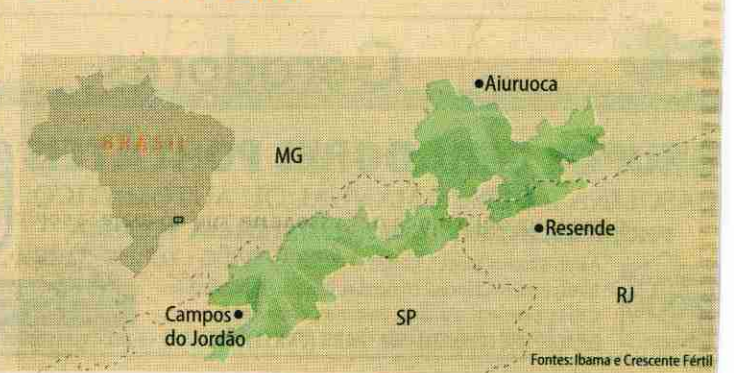 Aiuruoca
BRASIL
MG
Resende
RJ
Campos
do Jordão
SP
Fontes: Ibama e Crescente Fértil